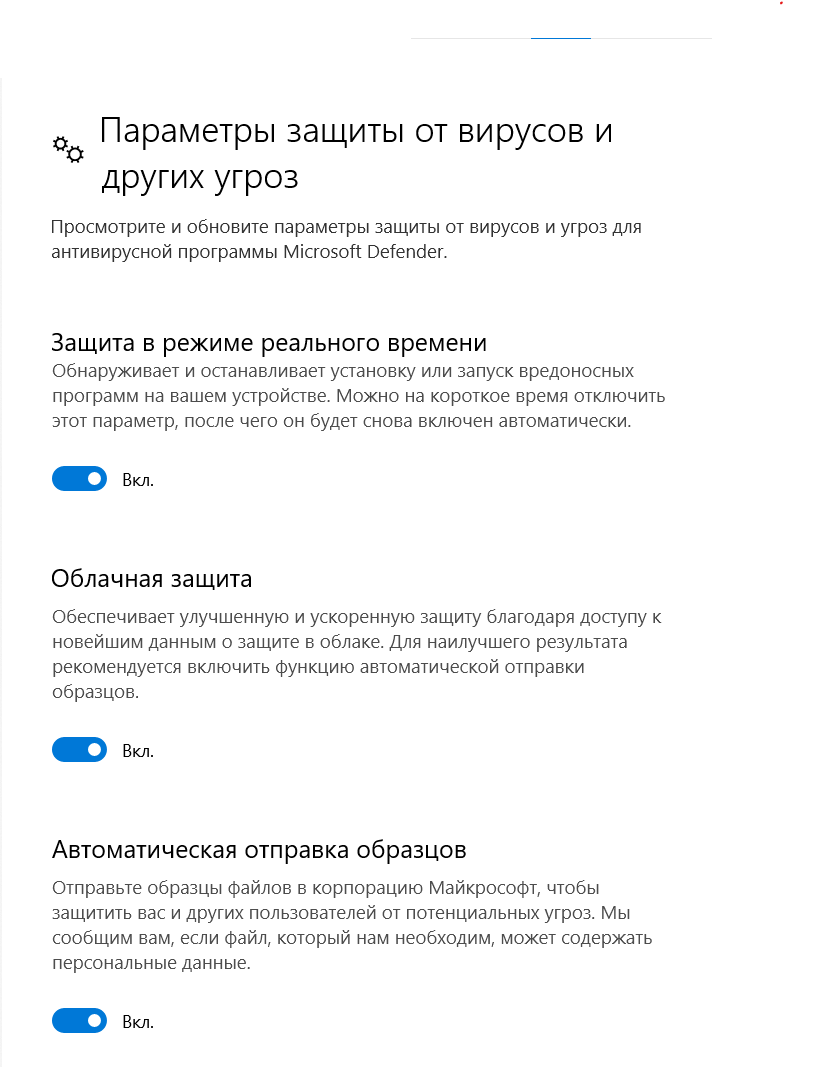 Параметры защиты от вирусов и
других угроз
Просмотрите и обновите параметры защиты от вирусов и угроз для
антивирусной программы Microsoft Defender.
Защита в режиме реального времени
Обнаруживает и останавливает установку или запуск вредоносных
программ на вашем устройстве. Можно на короткое время отключить
этот параметр, после чего он будет снова включен автоматически.
Вкл.
Облачная защита
Обеспечивает улучшенную и ускоренную защиту благодаря доступу к
новейшим данным о защите в облаке. Для наилучшего результата
рекомендуется включить функцию автоматической отправки
образцов.
Вкл.
Автоматическая отправка образцов
Отправьте образцы файлов в корпорацию Майкрософт, чтобы
защитить вас и других пользователей от потенциальных угроз. Мы
сообщим вам, если файл, который нам необходим, может содержать
персональные данные.
Вкл.